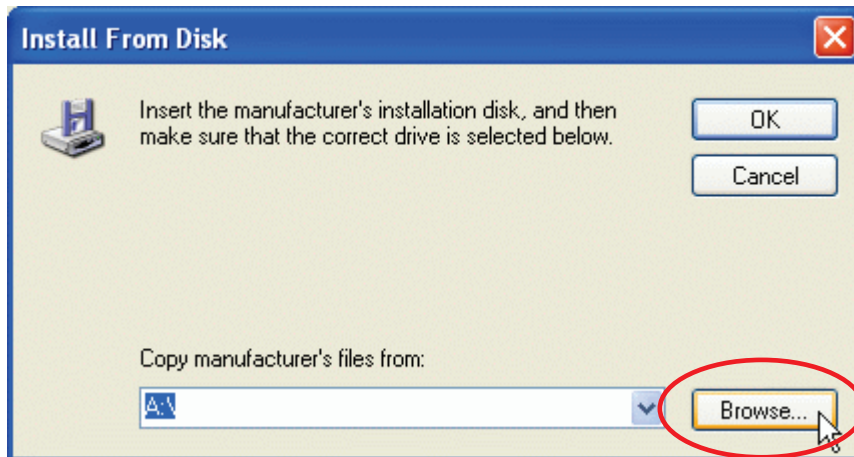 Install From Disk
Insert the manufacturer's installation disk, and then
make sure that the correct drive is selected below.
OK
Cancel
Copy manufacturer's files from:
A:\
Browse...